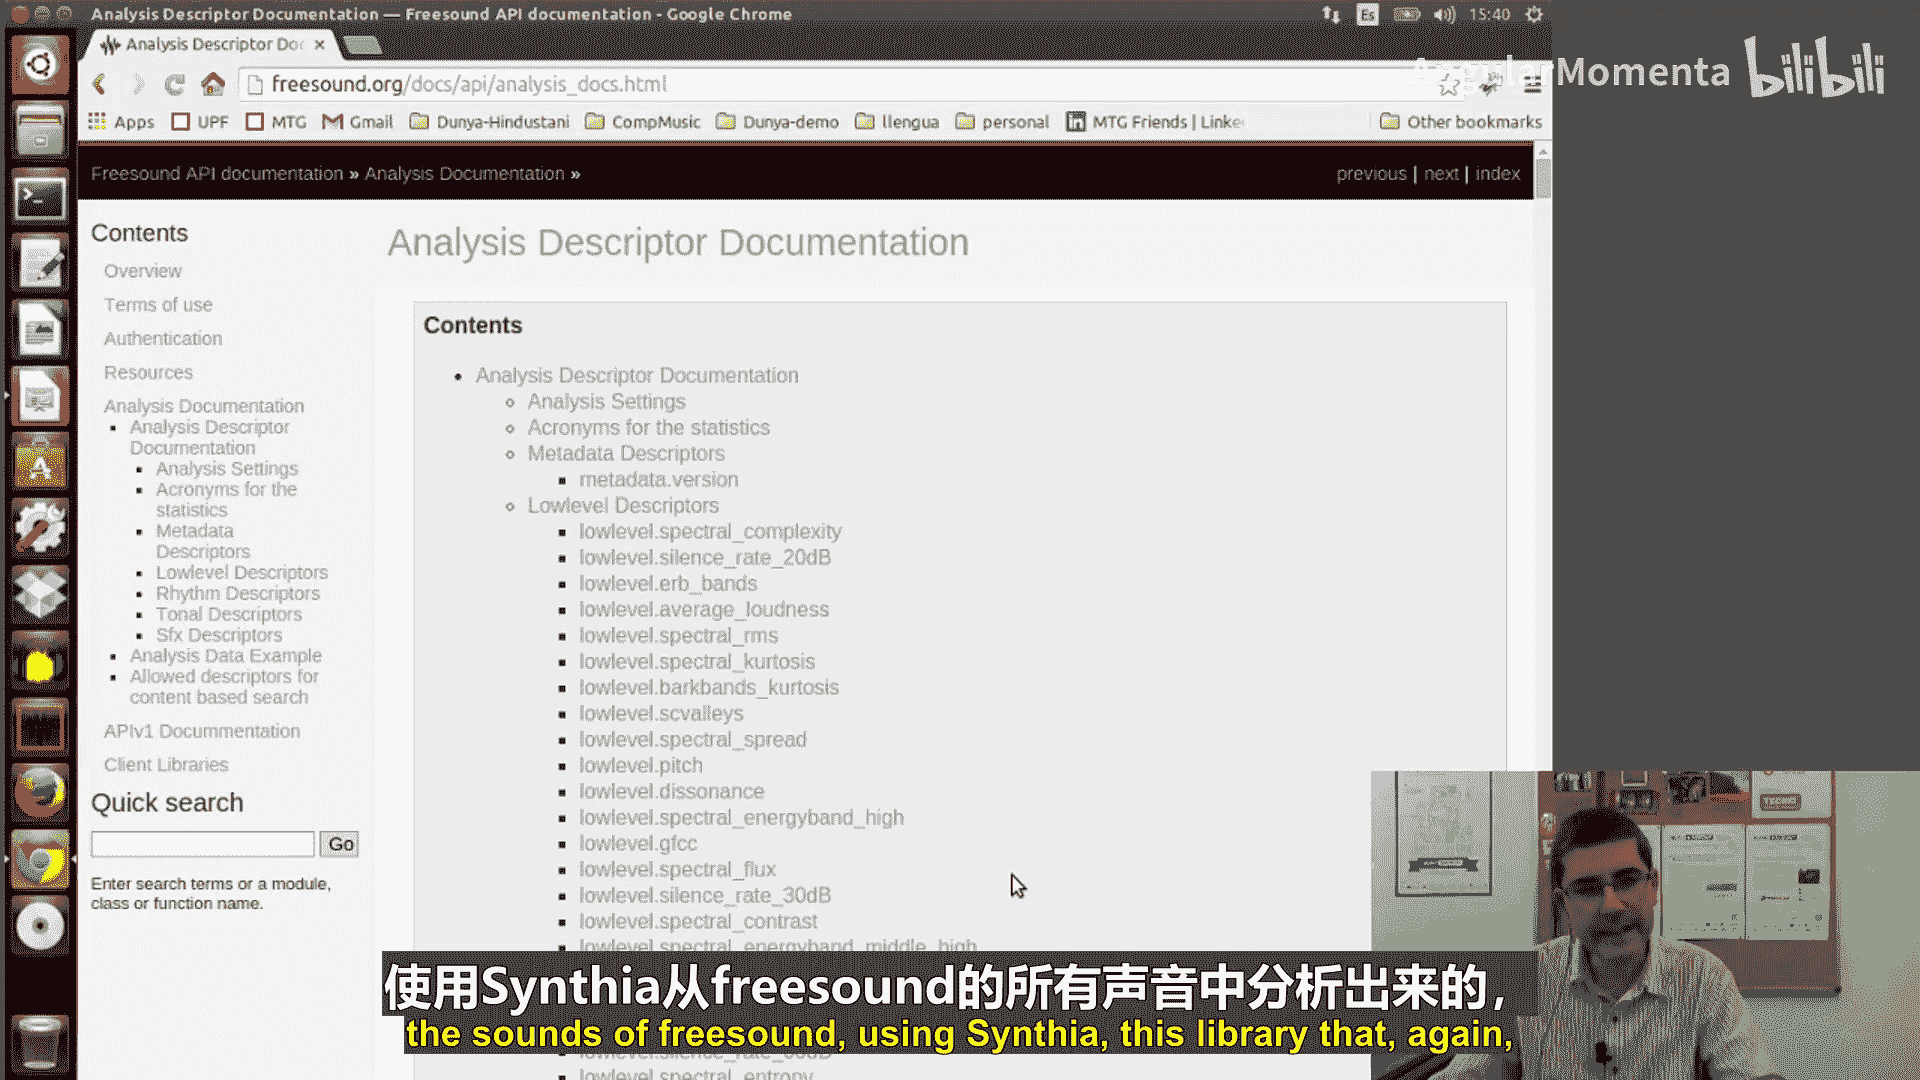 Analysis Descriptor Documentation — Freesound API documentation - Google Chrome
Es
15:40
Analysis Descriptor Doc
freesound.org/docs/api/analysis_docs.html
AngularMomenta
bilibili
Apps
UPF
MTG
Gmail
Dunya-Hindustani
CompMusic
Dunya-demo
llengua
personal
MTG Friends | Linke
Other bookmarks
Freesound API documentation » Analysis Documentation »
previous | next | index
Contents
Overview
Terms of use
Authentication
Resources
Analysis Documentation
Analysis Descriptor
Documentation
Analysis Settings
Acronyms for the
statistics
Metadata
Descriptors
Lowlevel Descriptors
Rhythm Descriptors
Tonal Descriptors
Sfx Descriptors
Analysis Data Example
Allowed descriptors for
content based search
APIv1 Docummentation
Client Libraries
Quick search
Go
Enter search terms or a module,
class or function name.
Analysis Descriptor Documentation
Contents
Analysis Descriptor Documentation
Analysis Settings
Acronyms for the statistics
Metadata Descriptors
metadata.version
Lowlevel Descriptors
lowlevel.spectral_complexity
lowlevel.silence_rate_20dB
lowlevel.erb_bands
lowlevel.average_loudness
lowlevel.spectral_rms
lowlevel.spectral_kurtosis
lowlevel.barkbands_kurtosis
lowlevel.scvalleys
lowlevel.spectral_spread
lowlevel.pitch
lowlevel.dissonance
lowlevel.spectral_energyband_high
lowlevel.gfcc
lowlevel.spectral_flux
lowlevel.silence_rate_30dB
lowlevel.spectral_contrast
lowlevel.spectral_energyband_middle_high
lowlevel.spectral_entropy
使用Synthia从freesound的所有声音中分析出来的，
the sounds of freesound, using Synthia, this library that, again,